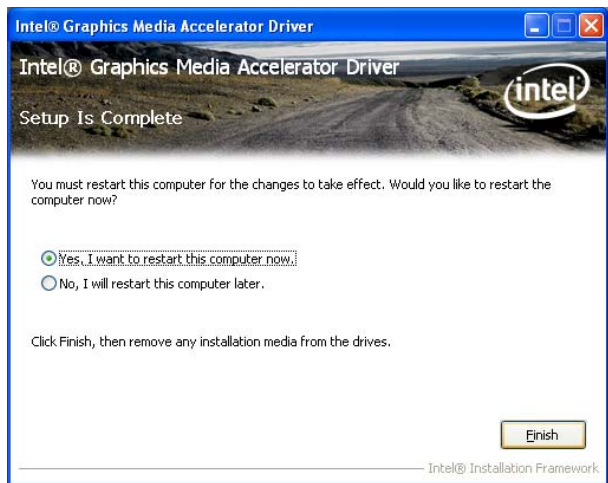 Intel® Graphics Media Accelerator Driver
Intel® Graphics Media Accelerator Driver
intel
Setup Is Complete
You must restart this computer for the changes to take effect. Would you like to restart the
computer now?
Yes, I want to restart this computer now.
No, I will restart this computer later.
Click Finish, then remove any installation media from the drives.
Finish
Intel® Installation Framework